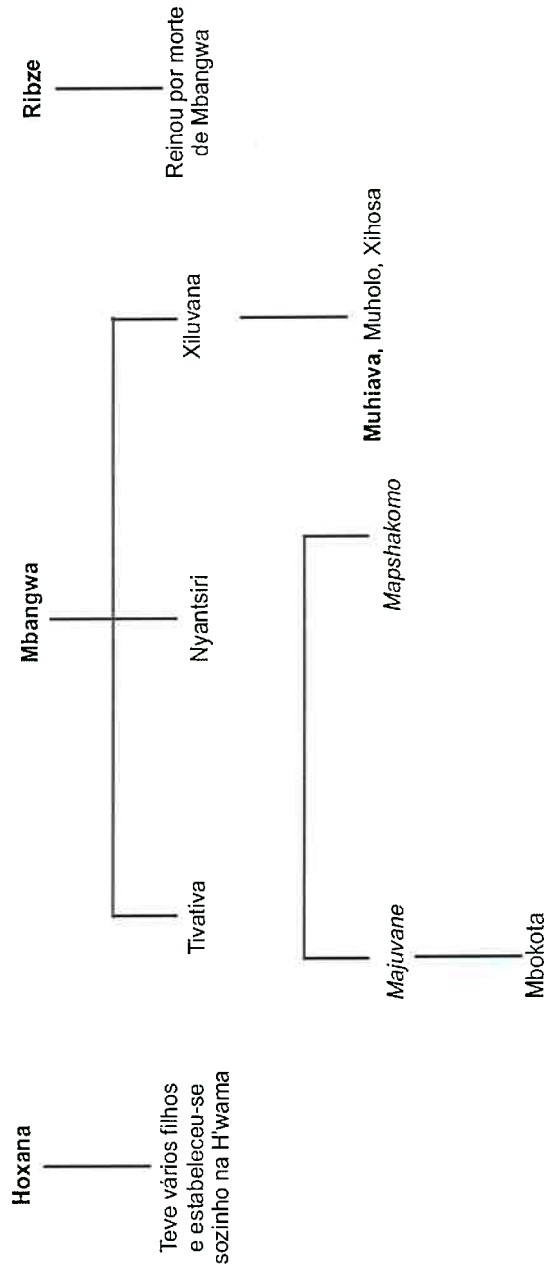 Hoxana
Mbangwa
Ribze
Teve vários filhos
e estabeleceu-se
sozinho na H'wama
Tivativa
Nyantsiri
Xiluvana
Reinou por morte
de Mbangwa
Majuvane
Mapshakomo
Muhiava, Muholo, Xihosa
Mbokota